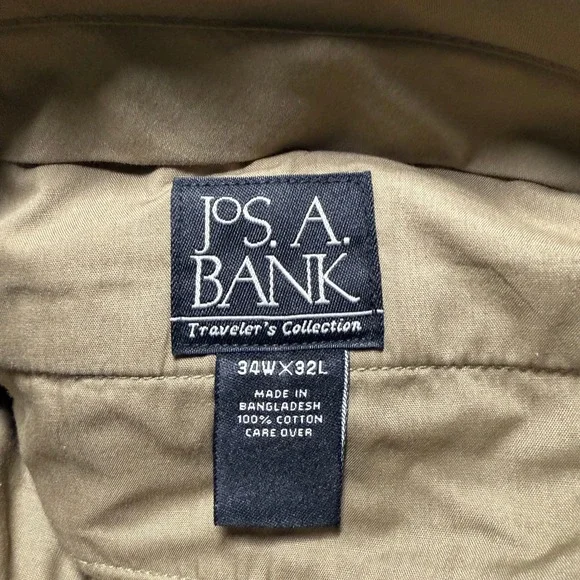 JOS. A.
BANK
Traveler's Collection
34W×32L
MADE IN
BANGLADESH
100% COTTON
CARE OVER